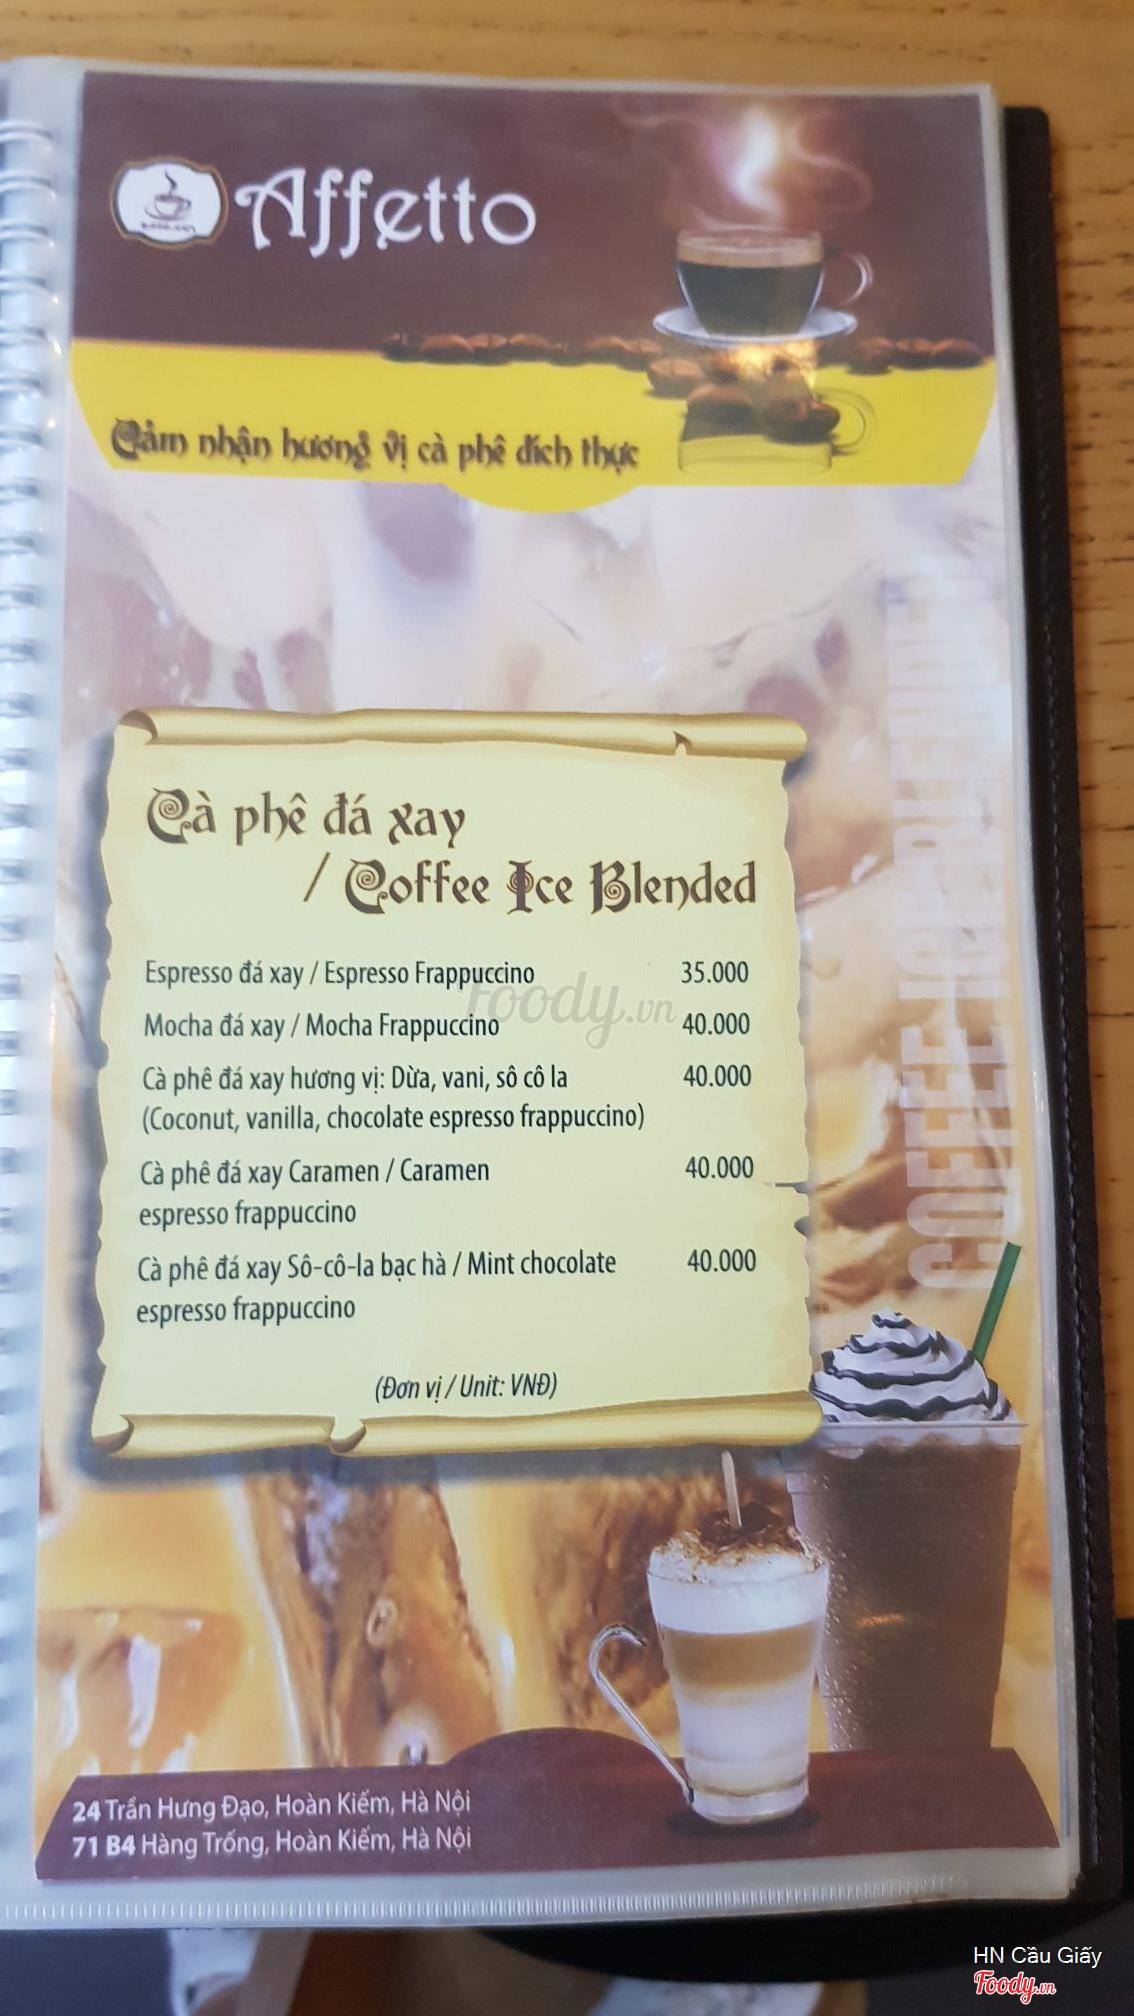 Affetto
Cảm nhận hương vị cà phê đích thực
COFFEE ICE BLENDED
Cà phê đá xay
/ Coffee Ice Blended
Espresso đá xay / Espresso Frappuccino 35.000
Mocha đá xay / Mocha Frappuccino 40.000
Cà phê đá xay hương vị: Dừa, vani, sô cô la 40.000
(Coconut, vanilla, chocolate espresso frappuccino)
Cà phê đá xay Caramen / Caramen 40.000
espresso frappuccino
Cà phê đá xay Sô-cô-la bạc hà / Mint chocolate 40.000
espresso frappuccino
(Đơn vị / Unit: VNĐ)
Foody.vn
24 Trần Hưng Đạo, Hoàn Kiếm, Hà Nội
71 B4 Hàng Trống, Hoàn Kiếm, Hà Nội
HN Cầu Giấy
Foody.vn